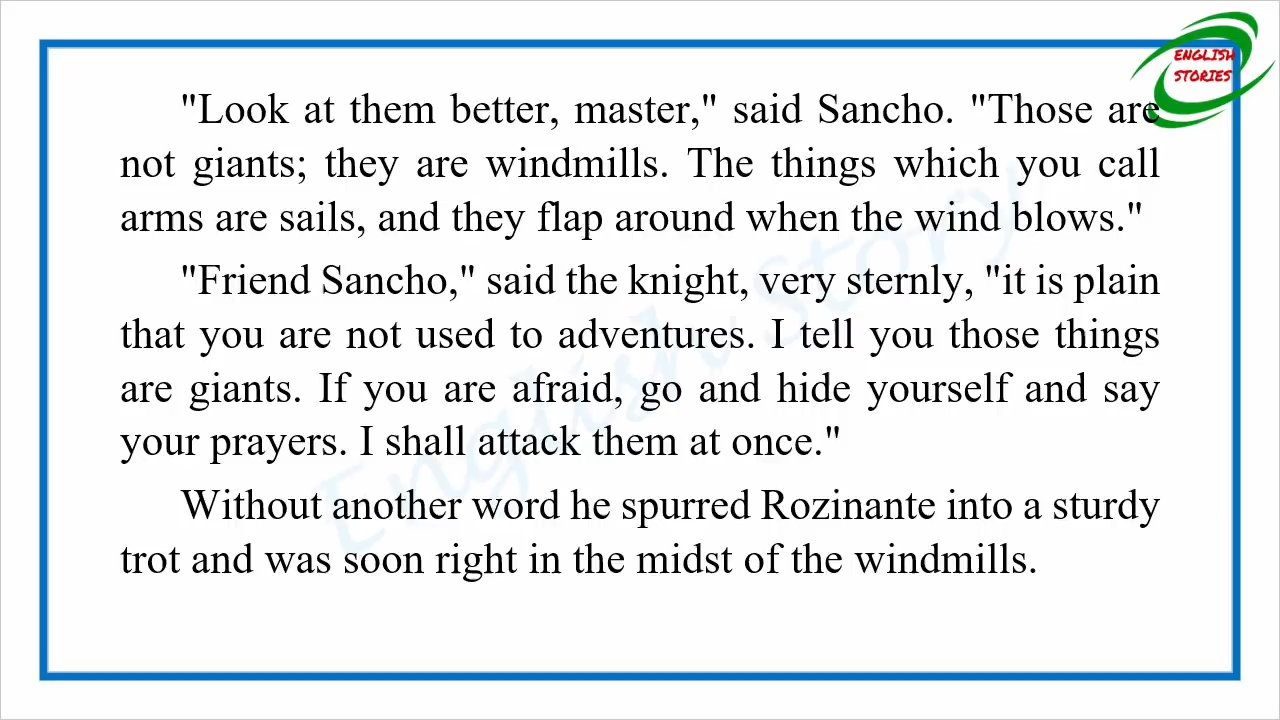 ENGLISH
STORIES
"Look at them better, master," said Sancho. "Those are
not giants; they are windmills. The things which you call
arms are sails, and they flap around when the wind blows."
"Friend Sancho," said the knight, very sternly, "it is plain
that you are not used to adventures. I tell you those things
are giants. If you are afraid, go and hide yourself and say
your prayers. I shall attack them at once."
Without another word he spurred Rozinante into a sturdy
trot and was soon right in the midst of the windmills.
English Story